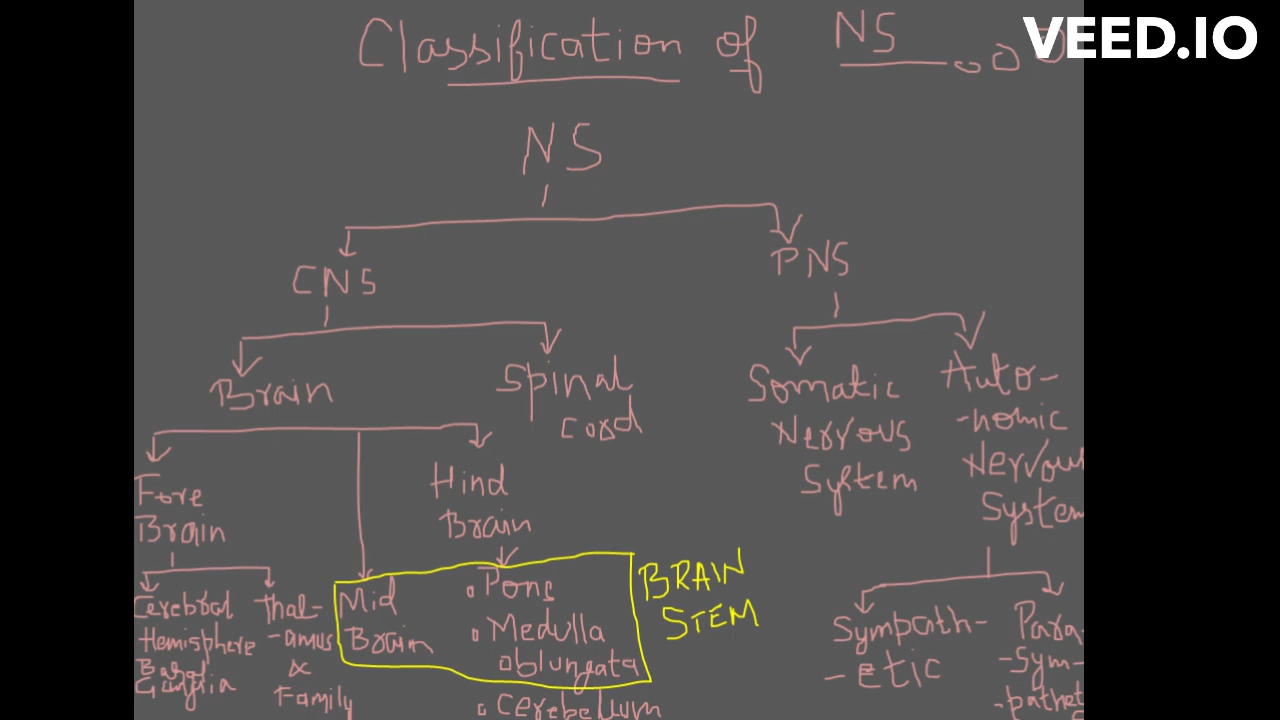 Classification of NS
VEED.IO
NS
CNS
PNS
Brain
Spinal
cord
Somatic
Nervous
System
Auto-
-nomic
Nervous
System
Fore
Brain
Hind
Brain
Cerebral
Hemisphere
Basal
Ganglia
Thal-
-amus
&
Family
Mid
Brain
• Pons
• Medulla
oblongata
• Cerebellum
BRAIN
STEM
Sympath-
-etic
Para
-sym-
-pathet